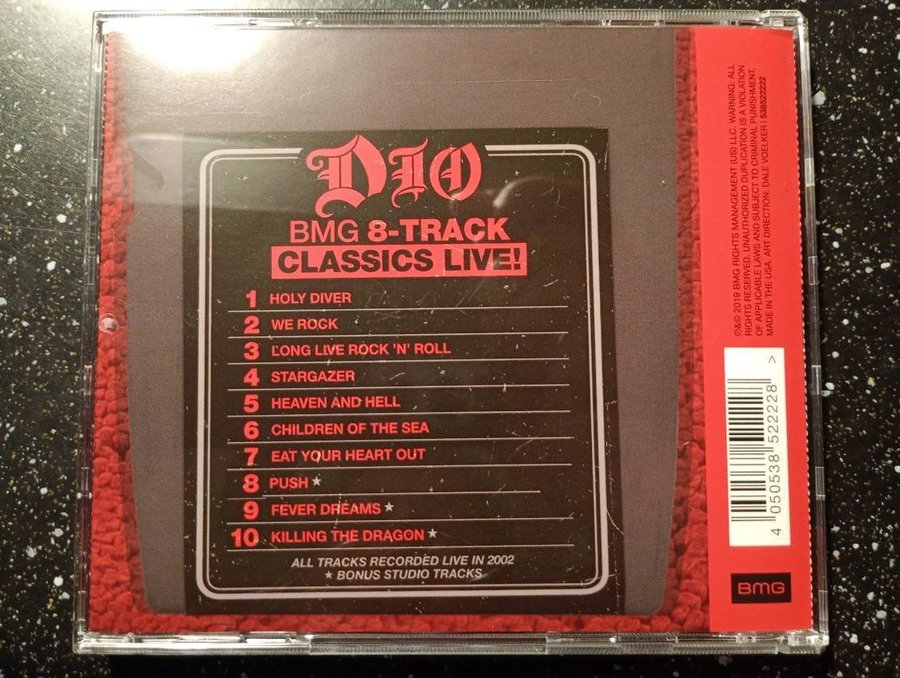 DIO
BMG 8-TRACK
CLASSICS LIVE!
1 HOLY DIVER
2 WE ROCK
3 LONG LIVE ROCK 'N' ROLL
4 STARGAZER
5 HEAVEN AND HELL
6 CHILDREN OF THE SEA
7 EAT YOUR HEART OUT
8 PUSH ★
9 FEVER DREAMS ★
10 KILLING THE DRAGON ★
ALL TRACKS RECORDED LIVE IN 2002
★ BONUS STUDIO TRACKS
℗&© 2019 BMG RIGHTS MANAGEMENT (US) LLC. WARNING: ALL
RIGHTS RESERVED. UNAUTHORIZED DUPLICATION IS A VIOLATION
OF APPLICABLE LAWS AND SUBJECT TO CRIMINAL PUNISHMENT.
MADE IN THE USA. ART DIRECTION: DALE VOELKER | 538522222
4 050538 522228 >
BMG